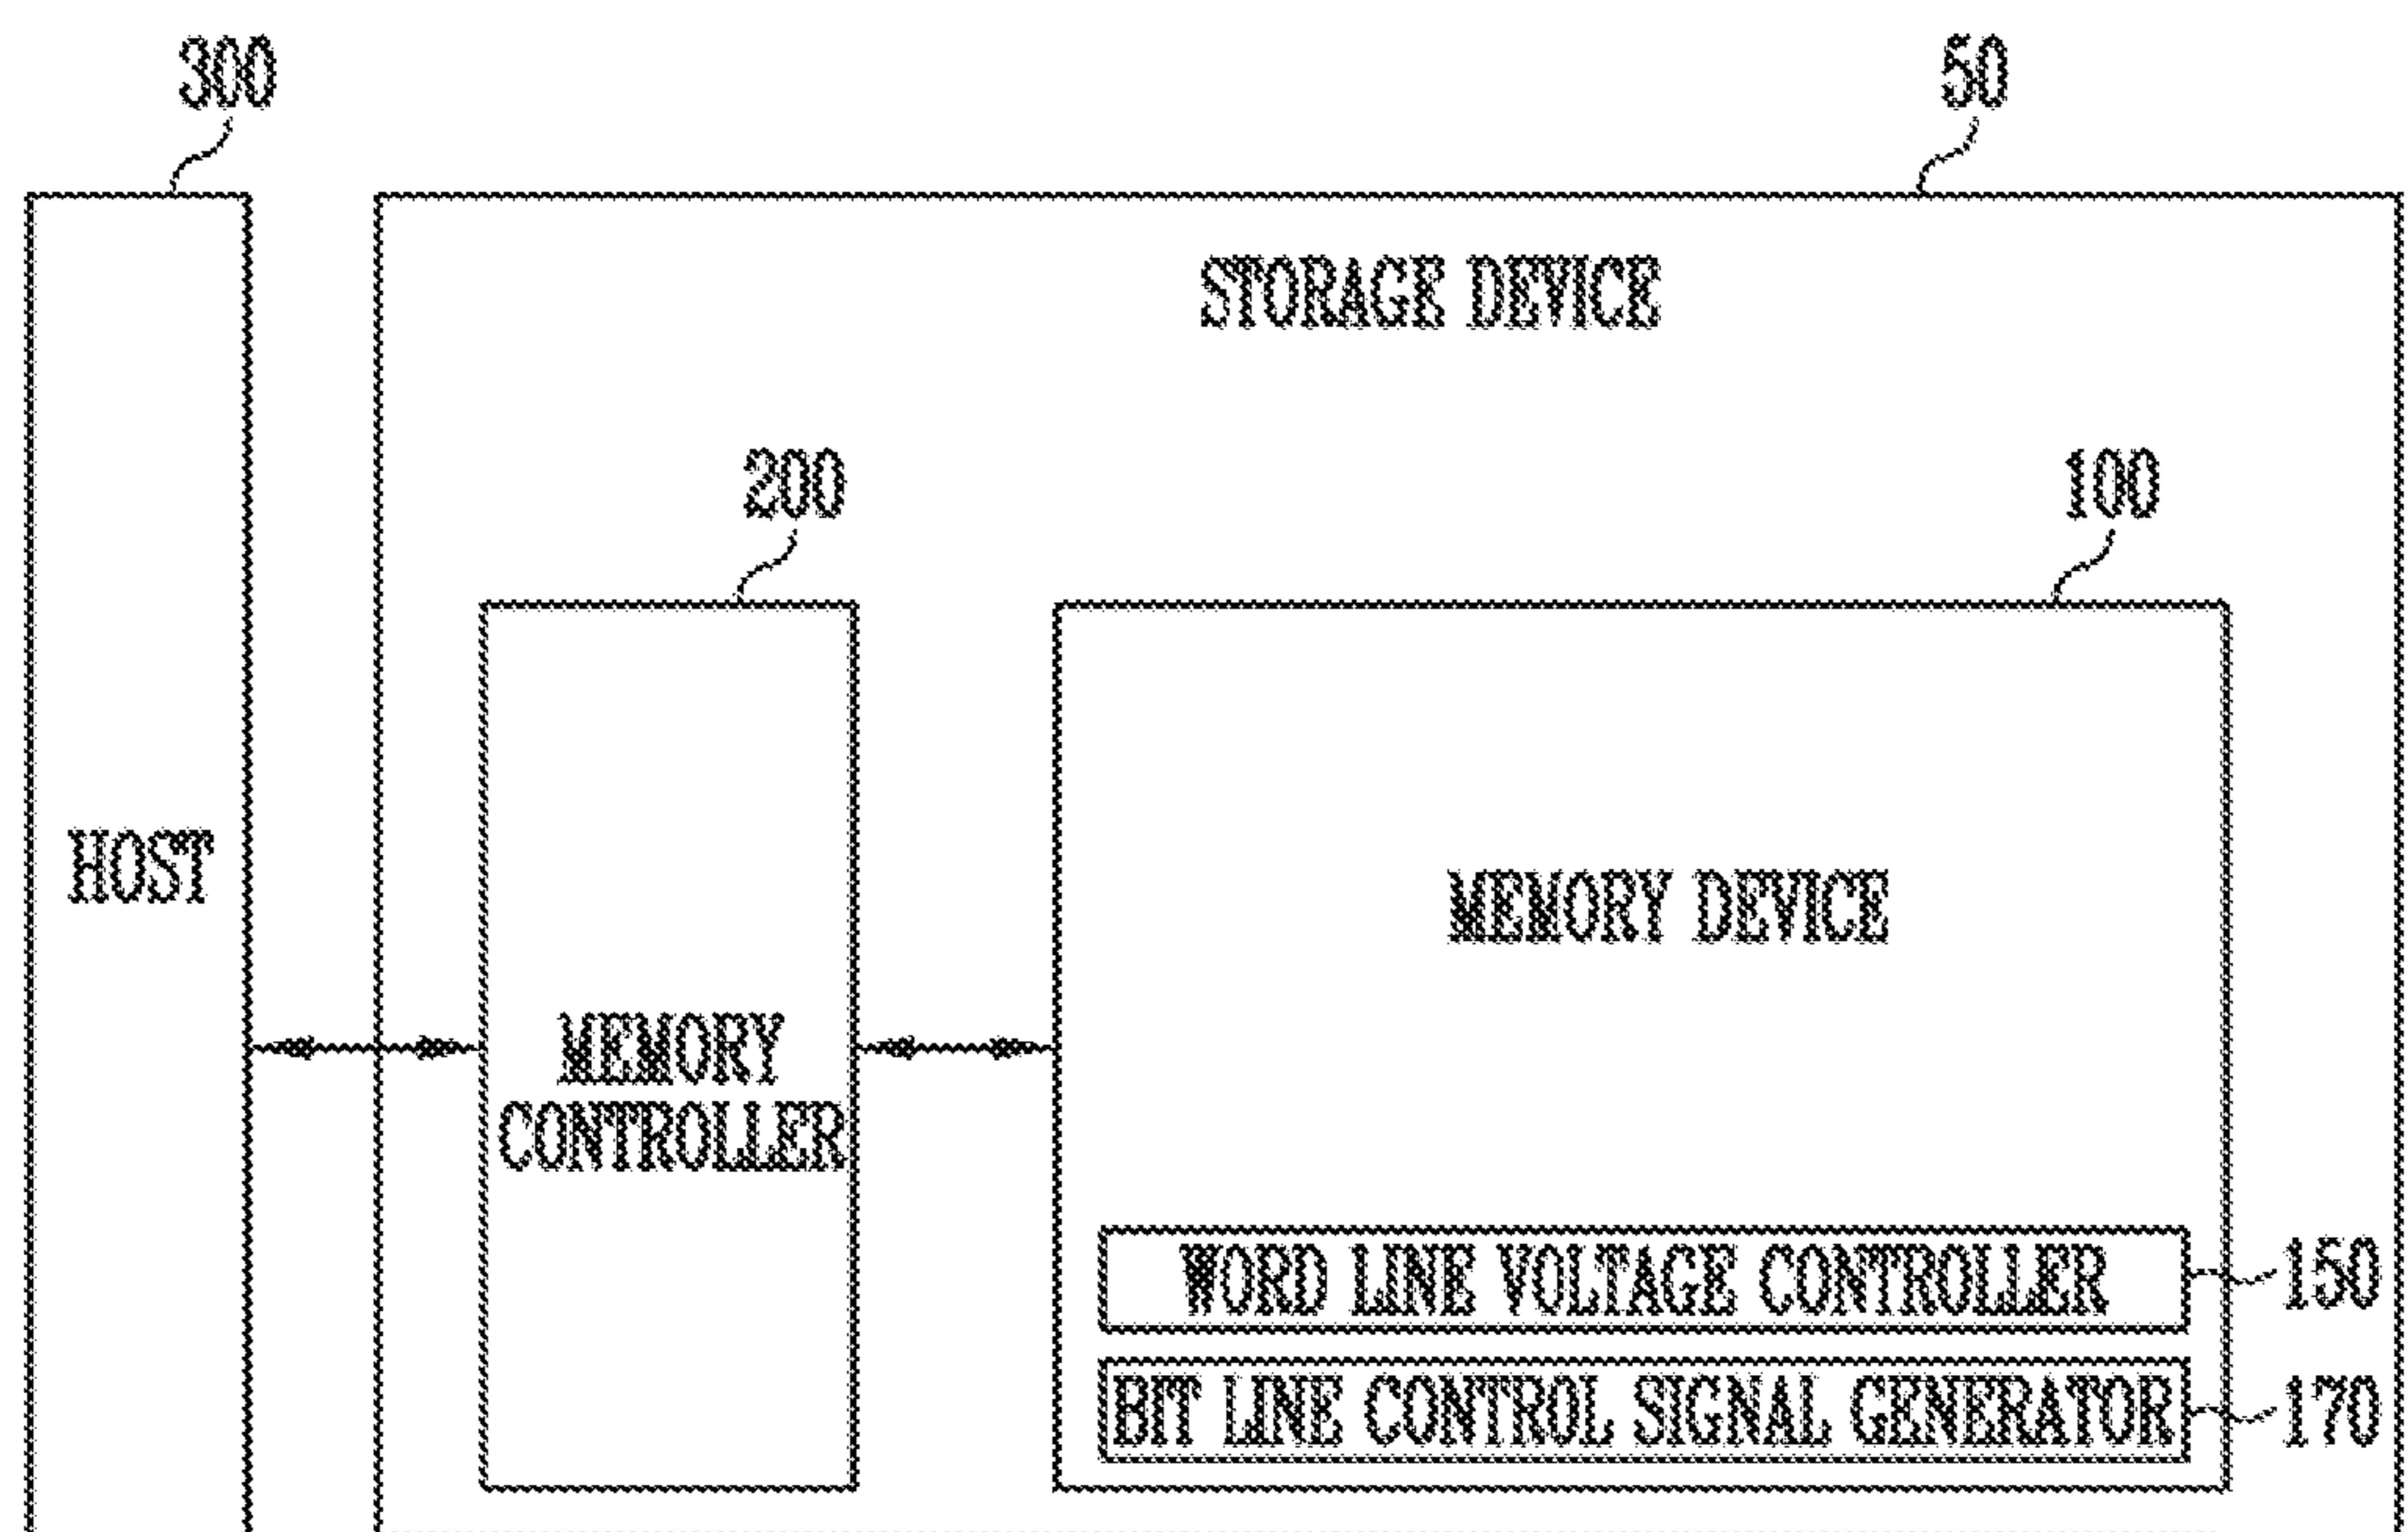 300
50
STORAGE DEVICE
200
100
HOST
MEMORY DEVICE
MEMORY
CONTROLLER
WORD LINE VOLTAGE CONTROLLER
150
BIT LINE CONTROL SIGNAL GENERATOR
170